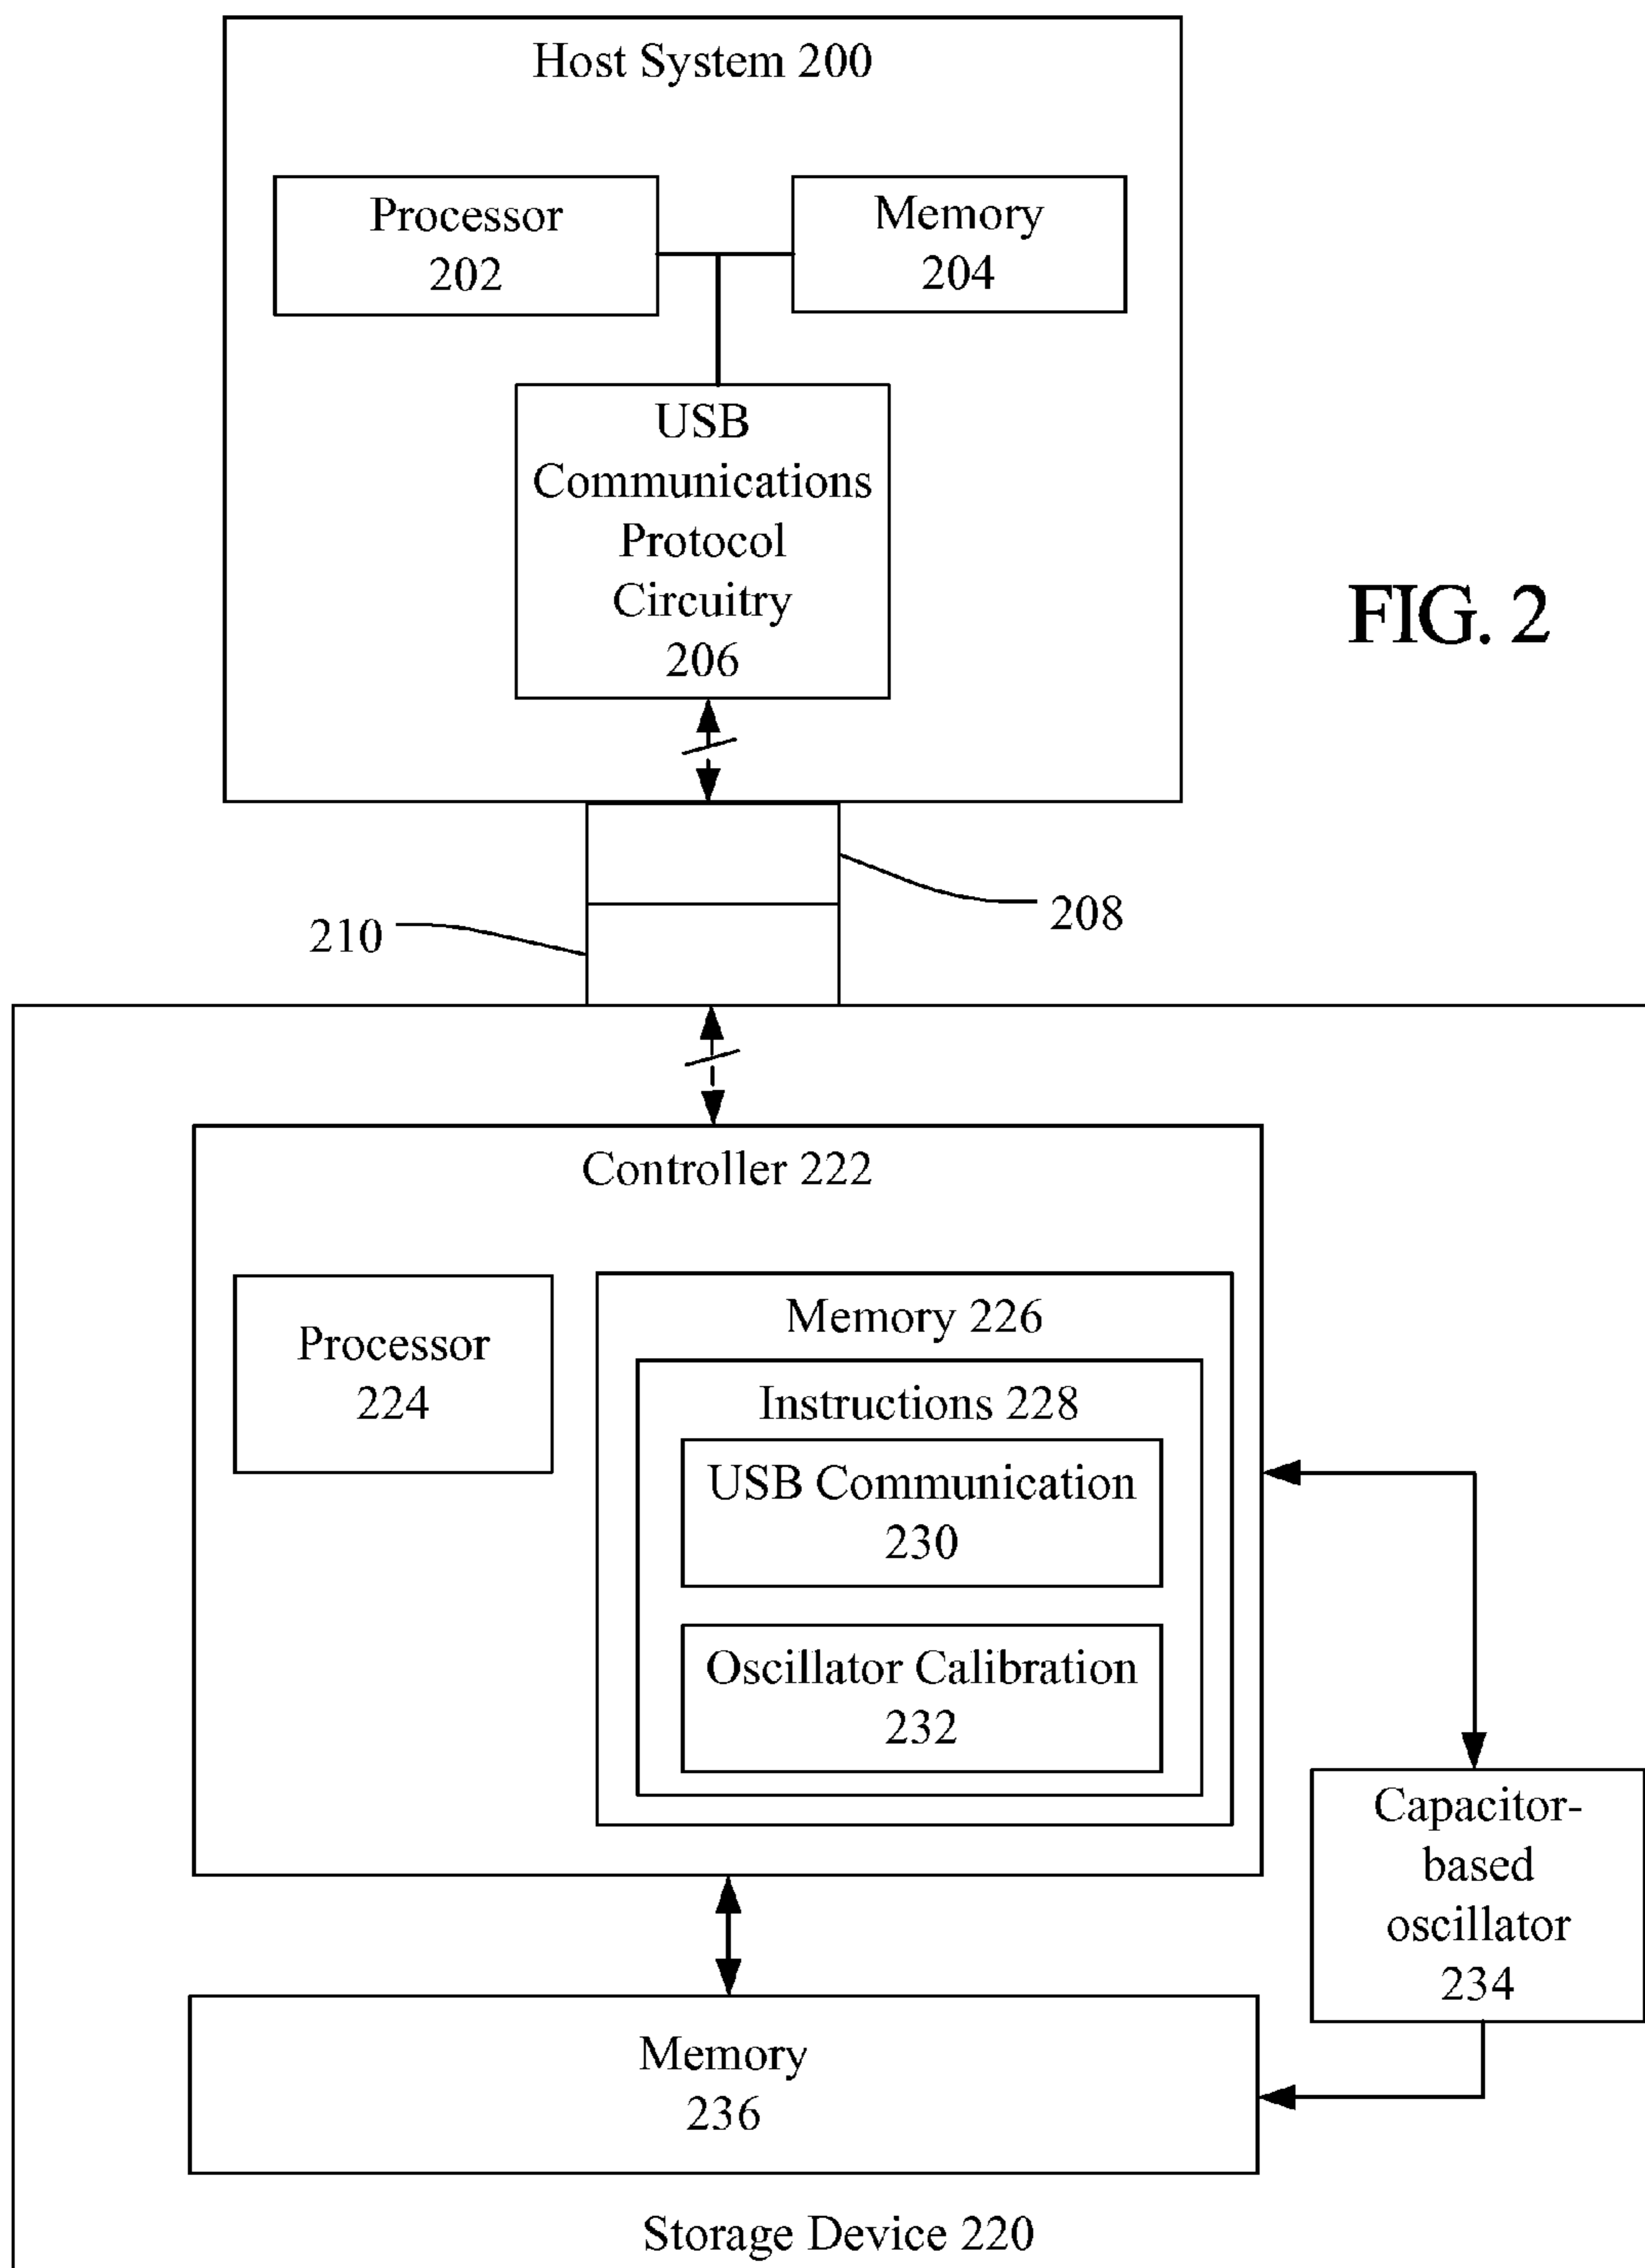 Host System 200
Processor
202
Memory
204
USB
Communications
Protocol
Circuitry
206
FIG. 2
208
210
Controller 222
Processor
224
Memory 226
Instructions 228
USB Communication
230
Oscillator Calibration
232
Capacitor-
based
oscillator
234
Memory
236
Storage Device 220